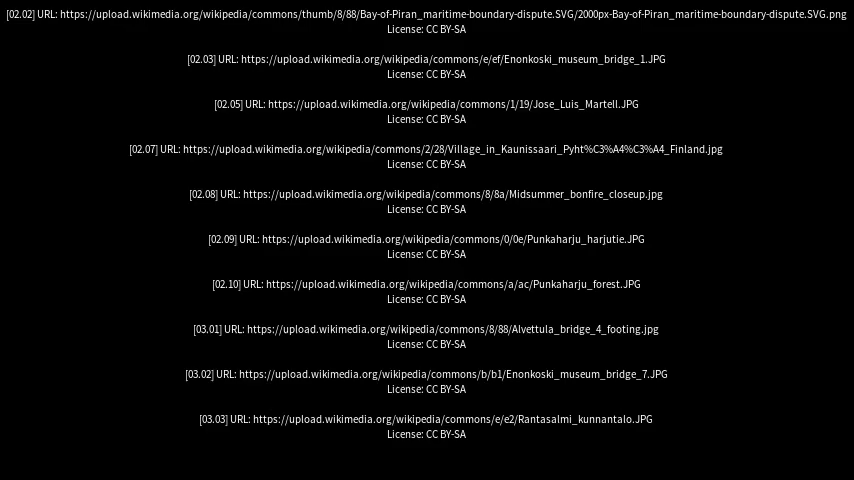 [02.02] URL: https://upload.wikimedia.org/wikipedia/commons/thumb/8/88/Bay-of-Piran_maritime-boundary-dispute.SVG/2000px-Bay-of-Piran_maritime-boundary-dispute.SVG.png
License: CC BY-SA
[02.03] URL: https://upload.wikimedia.org/wikipedia/commons/e/ef/Enonkoski_museum_bridge_1.JPG
License: CC BY-SA
[02.05] URL: https://upload.wikimedia.org/wikipedia/commons/1/19/Jose_Luis_Martell.JPG
License: CC BY-SA
[02.07] URL: https://upload.wikimedia.org/wikipedia/commons/2/28/Village_in_Kaunissaari_Pyht%C3%A4%C3%A4_Finland.jpg
License: CC BY-SA
[02.08] URL: https://upload.wikimedia.org/wikipedia/commons/8/8a/Midsummer_bonfire_closeup.jpg
License: CC BY-SA
[02.09] URL: https://upload.wikimedia.org/wikipedia/commons/0/0e/Punkaharju_harjutie.JPG
License: CC BY-SA
[02.10] URL: https://upload.wikimedia.org/wikipedia/commons/a/ac/Punkaharju_forest.JPG
License: CC BY-SA
[03.01] URL: https://upload.wikimedia.org/wikipedia/commons/8/88/Alvettula_bridge_4_footing.jpg
License: CC BY-SA
[03.02] URL: https://upload.wikimedia.org/wikipedia/commons/b/b1/Enonkoski_museum_bridge_7.JPG
License: CC BY-SA
[03.03] URL: https://upload.wikimedia.org/wikipedia/commons/e/e2/Rantasalmi_kunnantalo.JPG
License: CC BY-SA